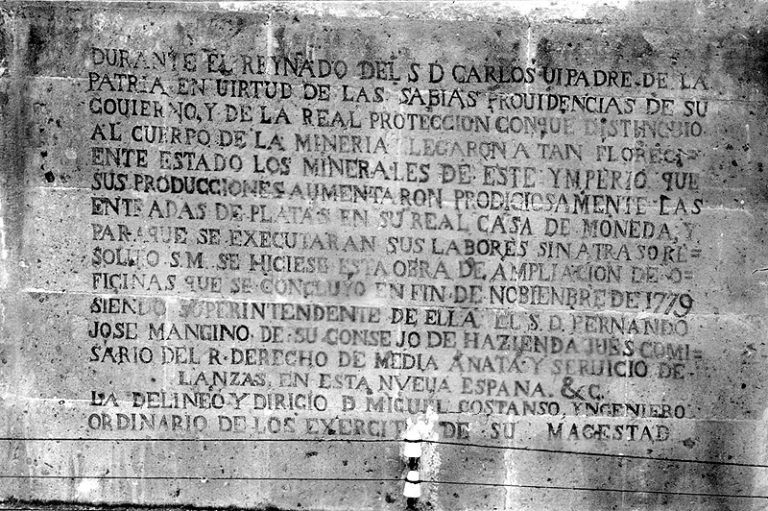 DURANTE EL REYNADO DEL S D CARLOS III PADRE DE LA
PATRIA EN UIRTUD DE LAS SABIAS PROUIDENCIAS DE SU
GOUIERNO, Y DE LA REAL PROTECCION CONQUE DISTINGUIO
AL CUERPO DE LA MINERIA LLEGARON A TAN FLORECI=
ENTE ESTADO LOS MINERALES DE ESTE YMPERIO QUE
SUS PRODUCCIONES AUMENTARON PRODIGIOSAMENTE LAS
ENTRADAS DE PLATAS EN SU REAL CASA DE MONEDA, Y
PARAQUE SE EXECUTARAN SUS LABORES SIN ATRASO RE=
SOLUIO S.M. SE HICIESE ESTA OBRA DE AMPLIACION DE O=
FICINAS QUE SE CONCLUYO EN FIN DE NOBIENBRE DE 1779
SIENDO SUPERINTENDENTE DE ELLA EL S. D. FERNANDO
JOSE MANGINO DE SU CONSEJO DE HAZIENDA JUES COMI=
SARIO DEL R. DERECHO DE MEDIA ANATA Y SERUICIO DE
LANZAS, EN ESTA NUEUA ESPANA. &C.
LA DELINEO Y DIRIGIO D. MIGUEL COSTANSO, YNGENIERO
ORDINARIO DE LOS EXERCIT DE SU MAGESTAD